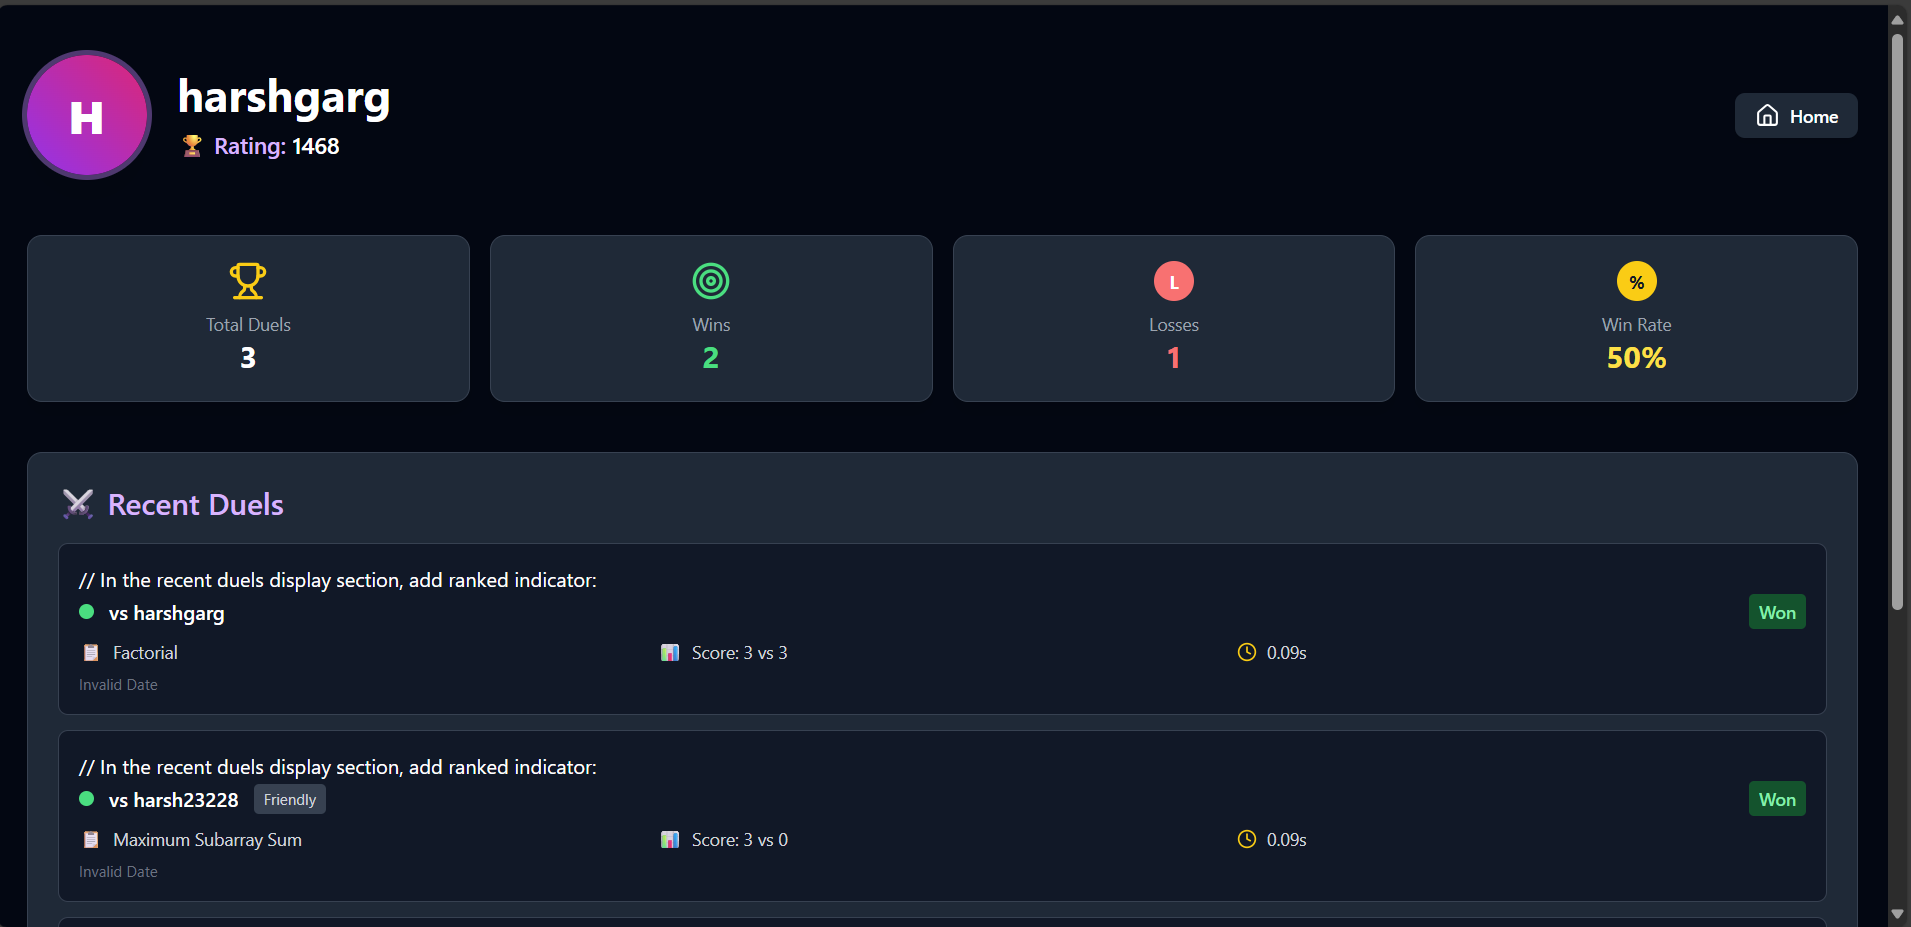 H
harshgarg
Rating: 1468
Home
Total Duels
3
Wins
2
L
Losses
1
%
Win Rate
50%
Recent Duels
// In the recent duels display section, add ranked indicator:
vs harshgarg
Won
Factorial
Score: 3 vs 3
0.09s
Invalid Date
// In the recent duels display section, add ranked indicator:
vs harsh23228 Friendly
Won
Maximum Subarray Sum
Score: 3 vs 0
0.09s
Invalid Date